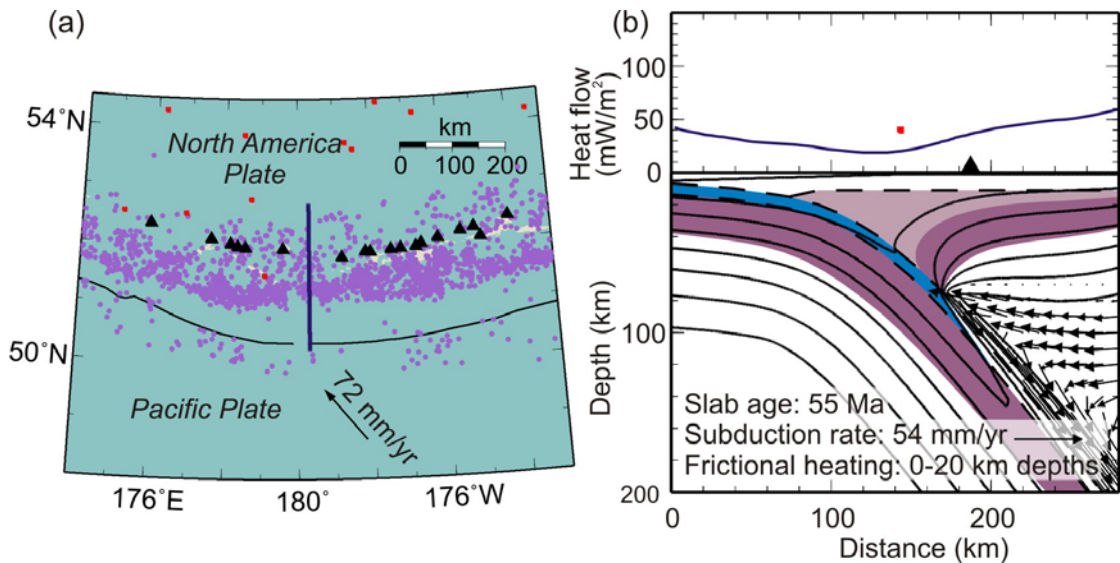 (a)
54°N
50°N
176°E
180°
176°W
North America
Plate
km
0 100 200
Pacific Plate
72 mm/yr
(b)
Heat flow
(mW/m²)
100
50
0
Depth (km)
100
200
Slab age: 55 Ma
Subduction rate: 54 mm/yr
Frictional heating: 0-20 km depths
0
100
200
Distance (km)